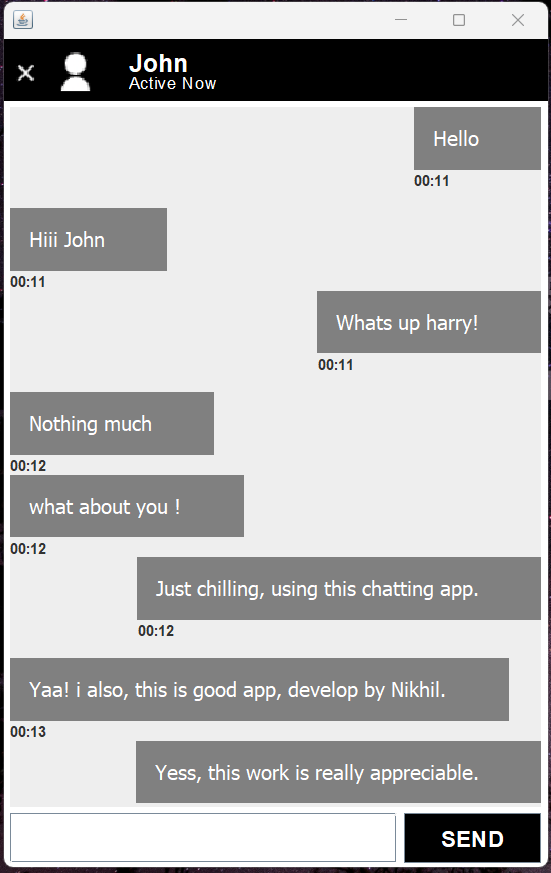 John
Active Now
Hello
00:11
Hiii John
00:11
Whats up harry!
00:11
Nothing much
00:12
what about you !
00:12
Just chilling, using this chatting app.
00:12
Yaa! i also, this is good app, develop by Nikhil.
00:13
Yess, this work is really appreciable.
SEND